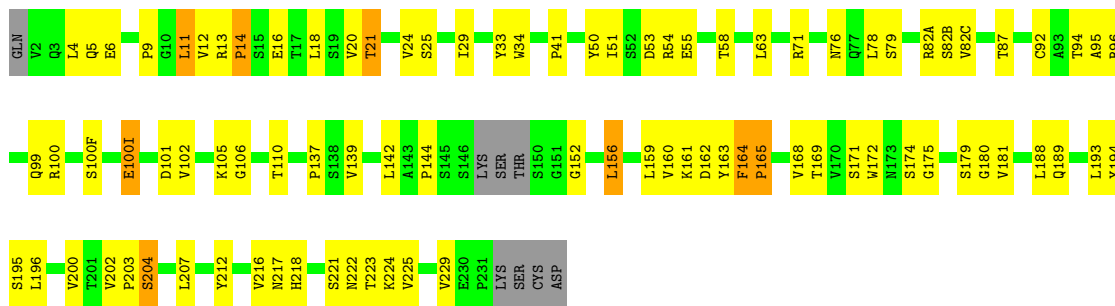 GLN V2 Q3 L4 Q5 E6 P9 G10 L11 V12 R13 P14 S15 E16 T17 L18 S19 V20 T21 V24 S25 I29 Y33 W34 P41 Y50 I51 S52 D53 R54 E55 T58 L63 R71 N76 Q77 L78 S79 R82A S82B V82C T87 C92 A93 T94 A95
Q99 R100 S100F E100I D101 V102 K105 G106 T110 P137 S138 V139 L142 A143 P144 S145 S146 LYS SER THR S150 G151 G152 L156 L159 V160 K161 D162 Y163 F164 P165 V168 T169 V170 S171 W172 N173 S174 G175 S179 G180 V181 L188 Q189 L193
S195 L196 V200 T201 V202 P203 S204 L207 Y212 V216 N217 H218 S221 N222 T223 K224 V225 V229 E230 P231 LYS SER CYS ASP